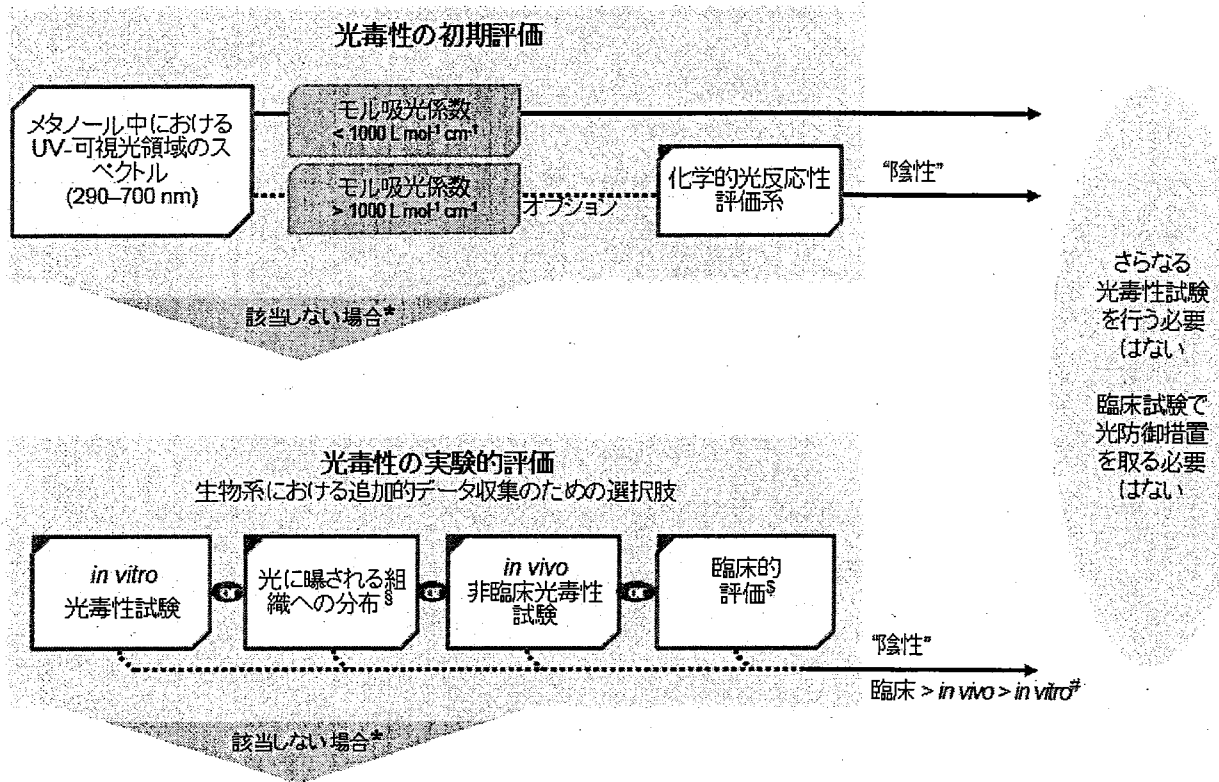 光毒性の初期評価
メタノール中における
UV-可視光領域のス
ペクトル
(290–700 nm)
モル吸光係数
< 1000 L mol⁻¹ cm⁻¹
モル吸光係数
> 1000 L mol⁻¹ cm⁻¹
オプション
化学的光反応性
評価系
“陰性”
該当しない場合*
さらなる
光毒性試験
を行う必要
はない
臨床試験で
光防御措置
を取る必要
はない
光毒性の実験的評価
生物系における追加的データ収集のための選択肢
in vitro
光毒性試験
光に曝される組
織への分布§
in vivo
非臨床光毒性
試験
臨床的
評価$
“陰性”
臨床 > in vivo > in vitro#
該当しない場合*